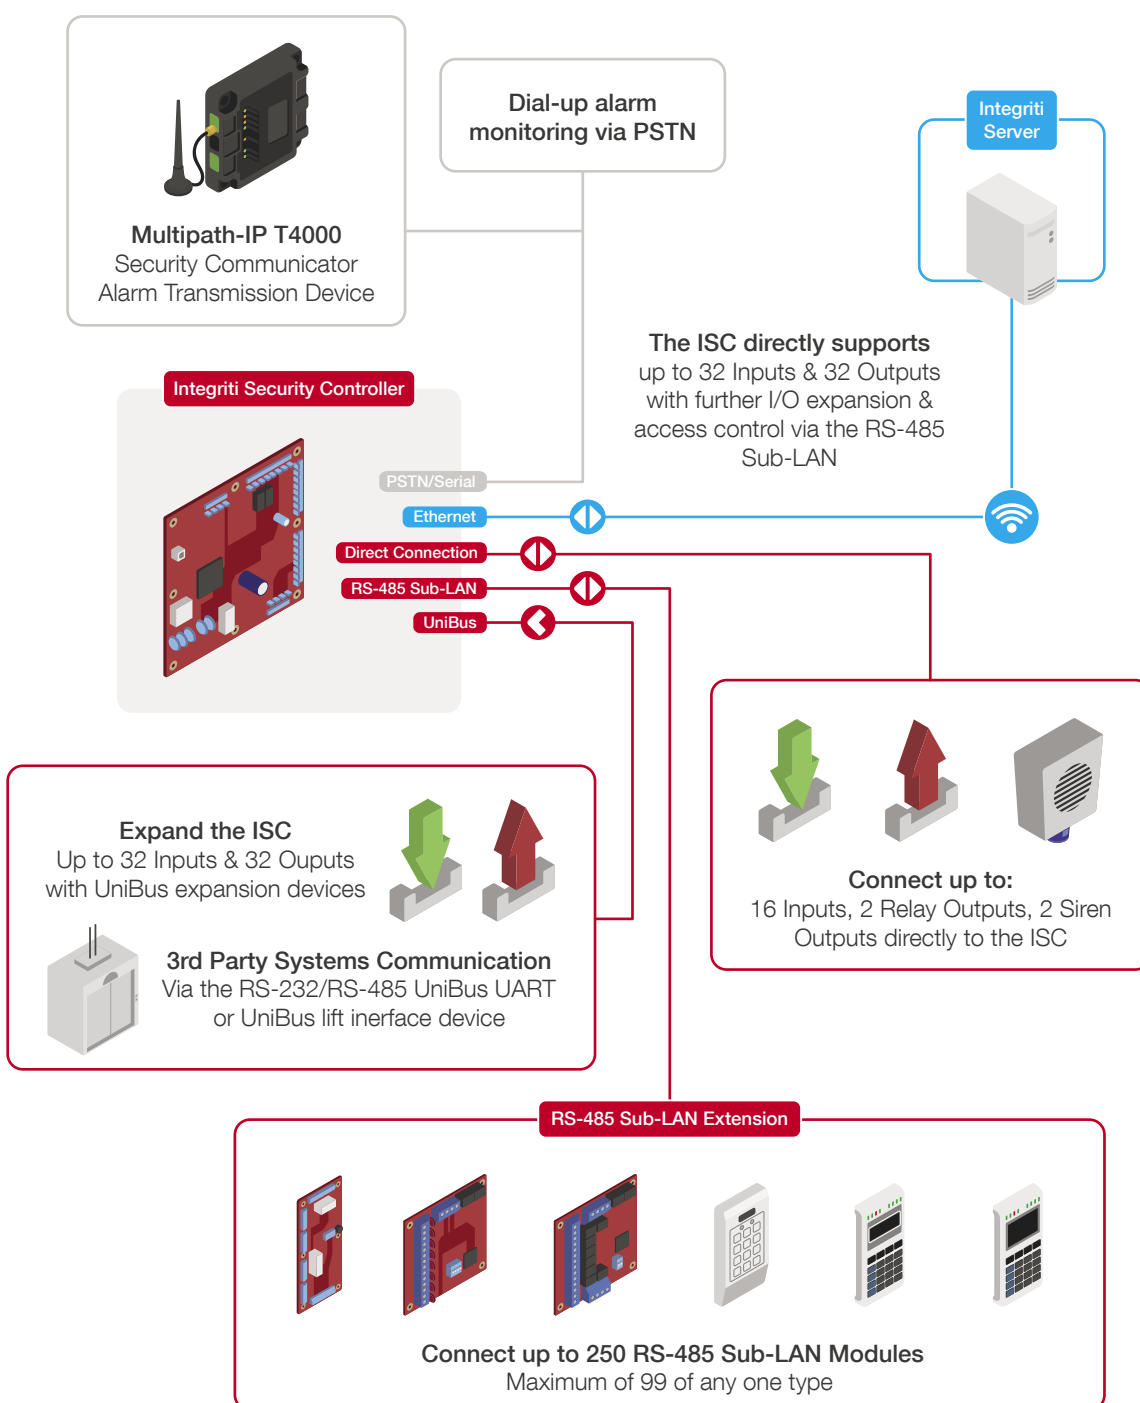 Dial-up alarm
monitoring via PSTN
Integriti
Server
Multipath-IP T4000
Security Communicator
Alarm Transmission Device
The ISC directly supports
up to 32 Inputs & 32 Outputs
with further I/O expansion &
access control via the RS-485
Sub-LAN
Integriti Security Controller
PSTN/Serial
Ethernet
Direct Connection
RS-485 Sub-LAN
UniBus
Connect up to:
16 Inputs, 2 Relay Outputs, 2 Siren
Outputs directly to the ISC
Expand the ISC
Up to 32 Inputs & 32 Ouputs
with UniBus expansion devices
3rd Party Systems Communication
Via the RS-232/RS-485 UniBus UART
or UniBus lift inerface device
RS-485 Sub-LAN Extension
Connect up to 250 RS-485 Sub-LAN Modules
Maximum of 99 of any one type